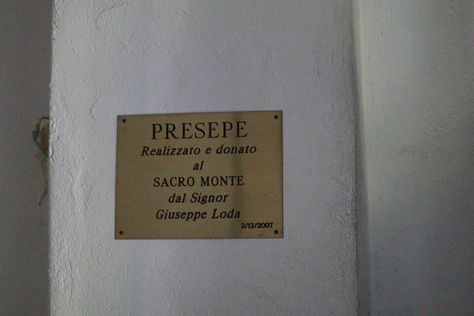 PRESEPE
Realizzato e donato
al
SACRO MONTE
dal Signor
Giuseppe Loda
2/12/2007